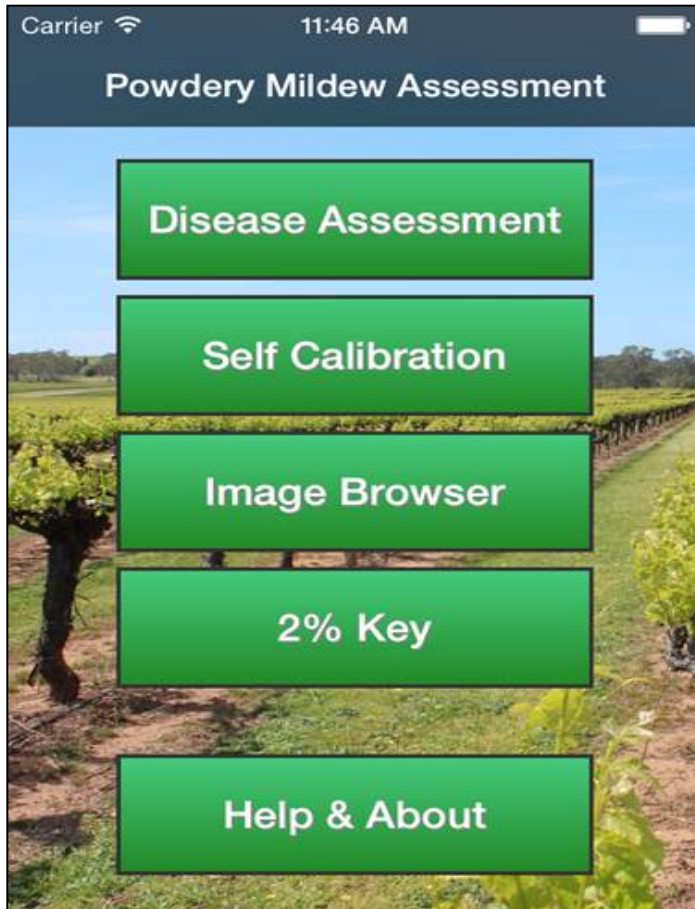 Carrier 11:46 AM
Powdery Mildew Assessment
Disease Assessment
Self Calibration
Image Browser
2% Key
Help & About